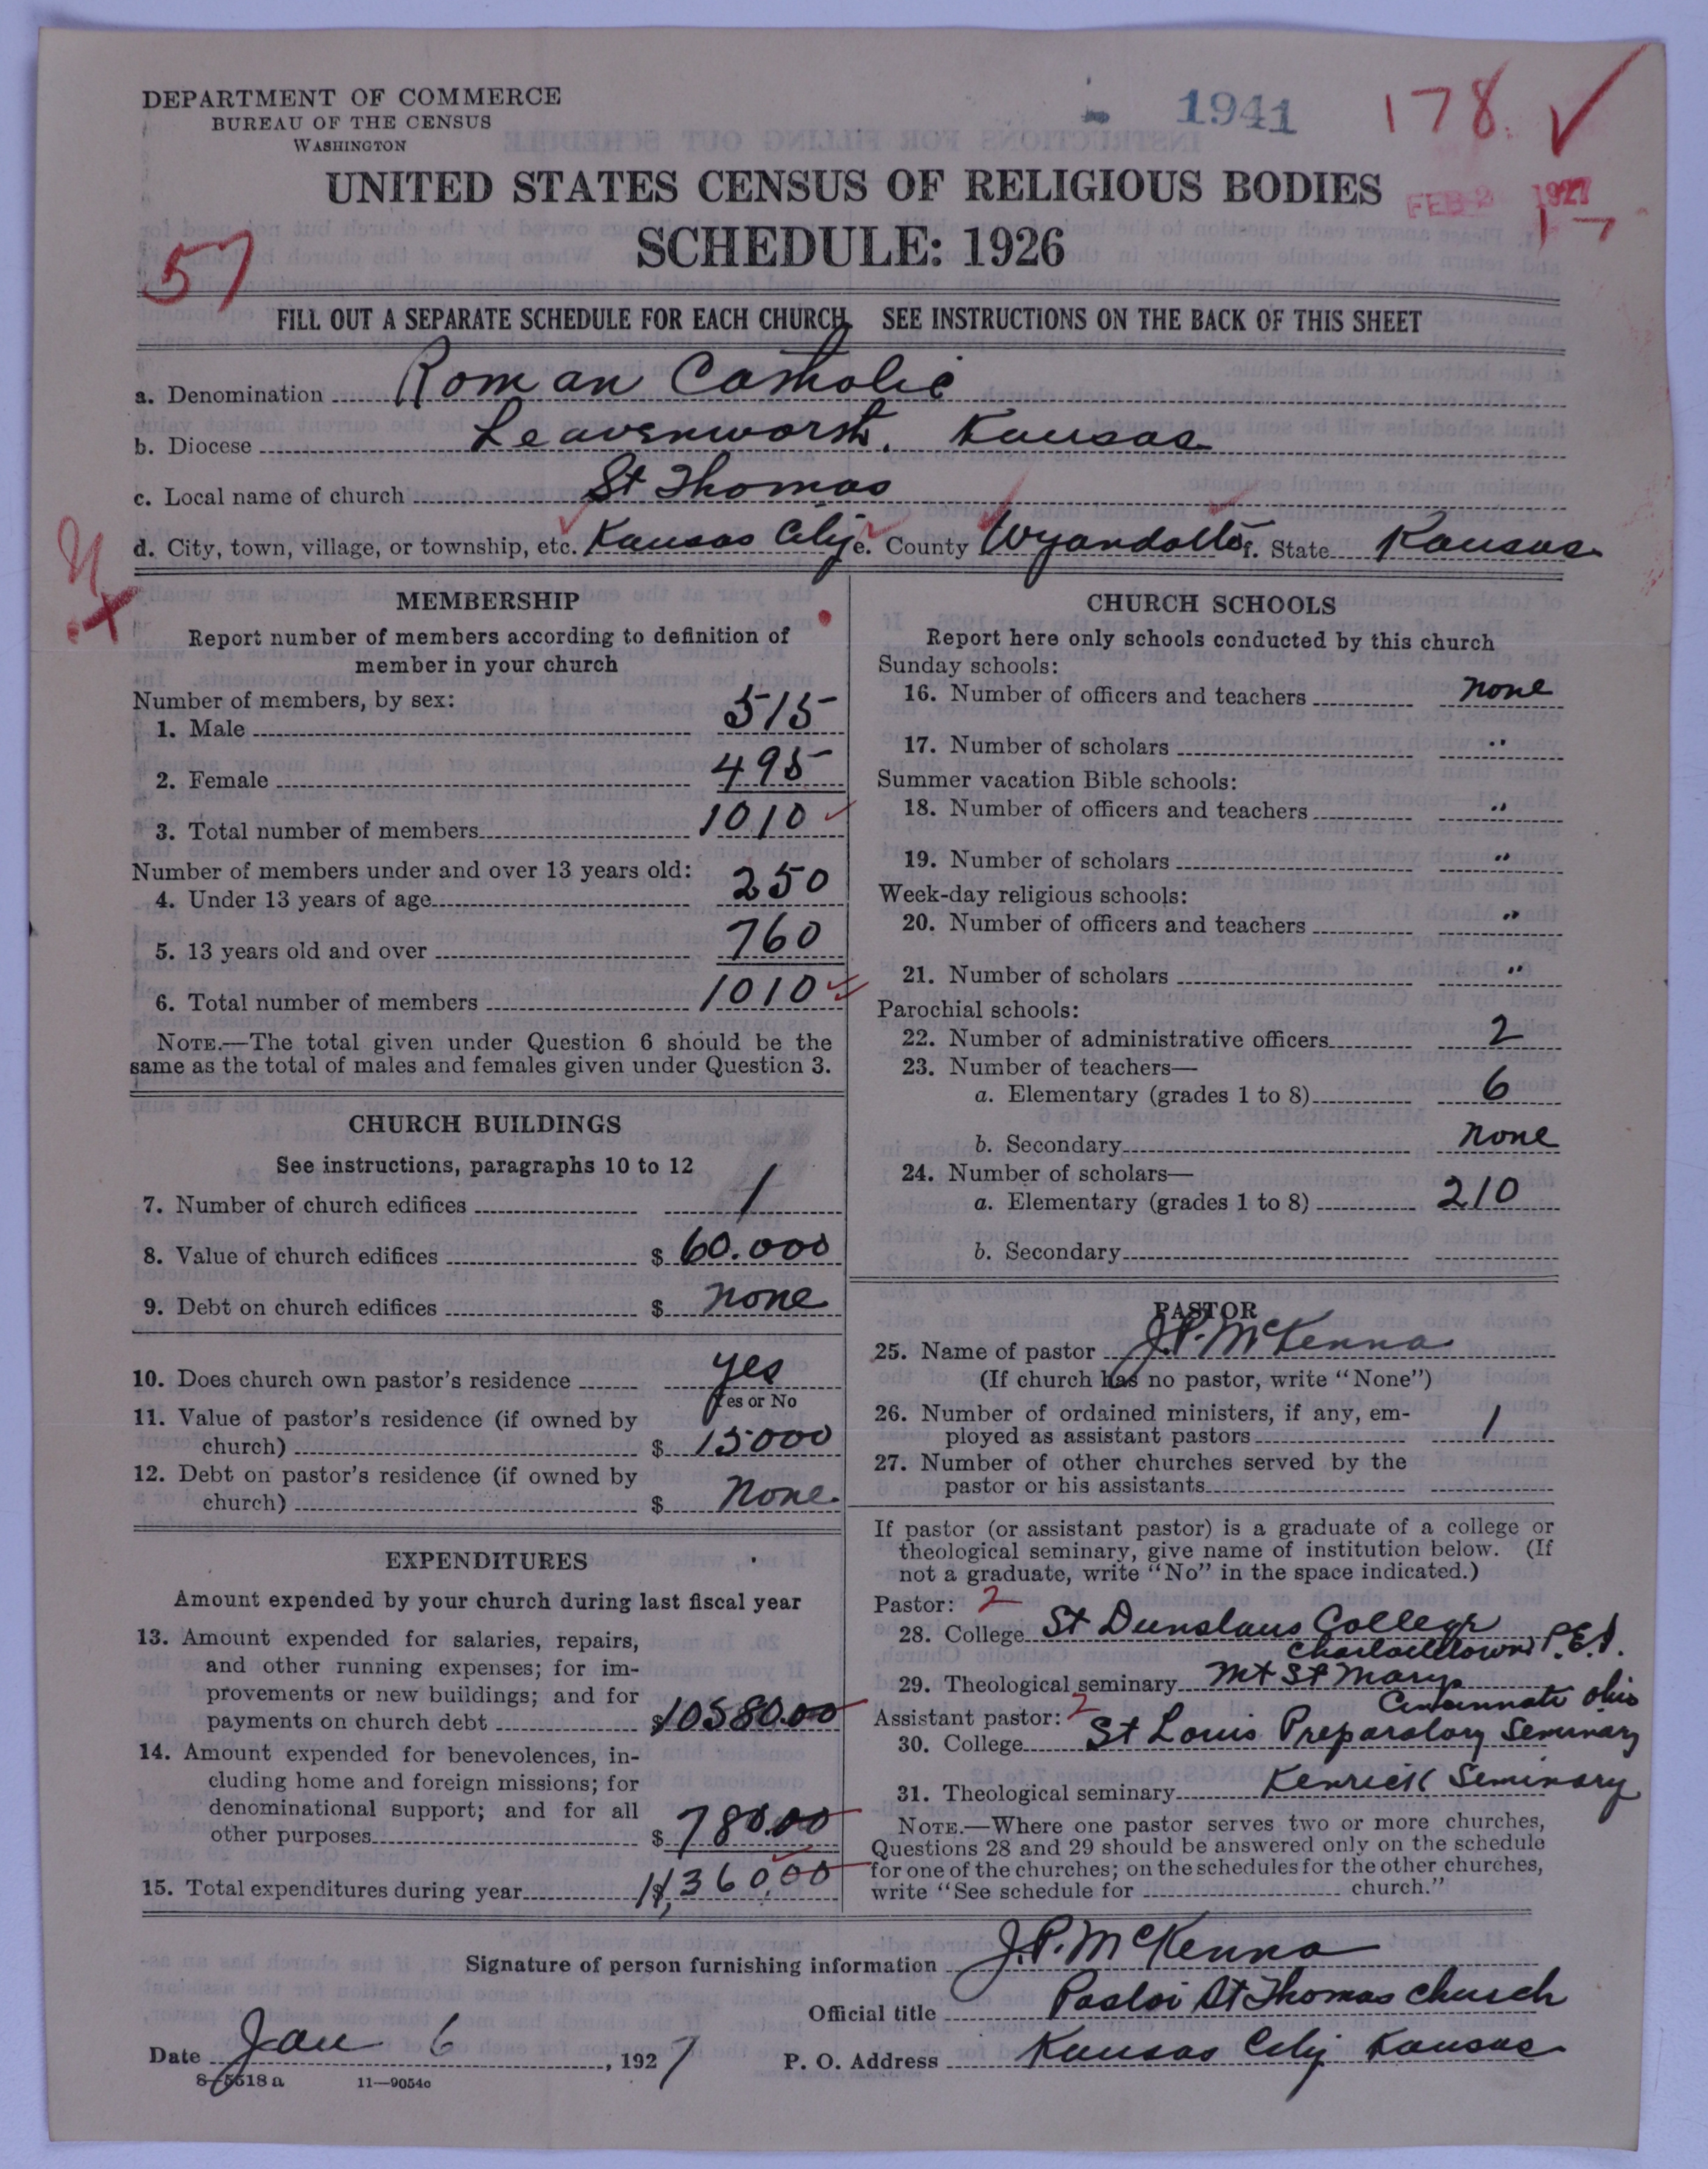 DEPARTMENT OF COMMERCE
BUREAU OF THE CENSUS
WASHINGTON
1941
178
UNITED STATES CENSUS OF RELIGIOUS BODIES
FEB 2 1927
SCHEDULE: 1926
57
FILL OUT A SEPARATE SCHEDULE FOR EACH CHURCH. SEE INSTRUCTIONS ON THE BACK OF THIS SHEET
a. Denomination Roman Catholic
b. Diocese Leavenworth, Kansas
c. Local name of church St Thomas
d. City, town, village, or township, etc. Kansas City e. County Wyandotte f. State Kansas
MEMBERSHIP
Report number of members according to definition of
member in your church
Number of members, by sex:
1. Male 515
2. Female 495
3. Total number of members 1010
Number of members under and over 13 years old:
4. Under 13 years of age 250
5. 13 years old and over 760
6. Total number of members 1010
NOTE.—The total given under Question 6 should be the
same as the total of males and females given under Question 3.
CHURCH BUILDINGS
See instructions, paragraphs 10 to 12
7. Number of church edifices 1
8. Value of church edifices $ 60.000
9. Debt on church edifices $ none
10. Does church own pastor's residence yes
Yes or No
11. Value of pastor's residence (if owned by
church) $ 15000
12. Debt on pastor's residence (if owned by
church) $ None
EXPENDITURES
Amount expended by your church during last fiscal year
13. Amount expended for salaries, repairs,
and other running expenses; for im-
provements or new buildings; and for
payments on church debt $10580.00
14. Amount expended for benevolences, in-
cluding home and foreign missions; for
denominational support; and for all
other purposes $ 780.00
15. Total expenditures during year $ 11,360.00
CHURCH SCHOOLS
Report here only schools conducted by this church
Sunday schools:
16. Number of officers and teachers none
17. Number of scholars "
Summer vacation Bible schools:
18. Number of officers and teachers "
19. Number of scholars "
Week-day religious schools:
20. Number of officers and teachers "
21. Number of scholars "
Parochial schools:
22. Number of administrative officers 2
23. Number of teachers—
a. Elementary (grades 1 to 8) 6
b. Secondary none
24. Number of scholars—
a. Elementary (grades 1 to 8) 210
b. Secondary
PASTOR
25. Name of pastor J.P. McKenna
(If church has no pastor, write "None")
26. Number of ordained ministers, if any, em-
ployed as assistant pastors 1
27. Number of other churches served by the
pastor or his assistants
If pastor (or assistant pastor) is a graduate of a college or
theological seminary, give name of institution below. (If
not a graduate, write "No" in the space indicated.)
Pastor: 2
28. College St Dunstans College
Charlottetown P.E.I.
29. Theological seminary Mt St Marys
Cincinnati Ohio
Assistant pastor: 2
30. College St Louis Preparatory Seminary
31. Theological seminary Kenrick Seminary
NOTE.—Where one pastor serves two or more churches,
Questions 28 and 29 should be answered only on the schedule
for one of the churches; on the schedules for the other churches,
write "See schedule for church."
Signature of person furnishing information J.P. McKenna
Official title Pastor St Thomas Church
Date Jan 6, 1927 P. O. Address Kansas City Kansas
8—5518a 11—9054c